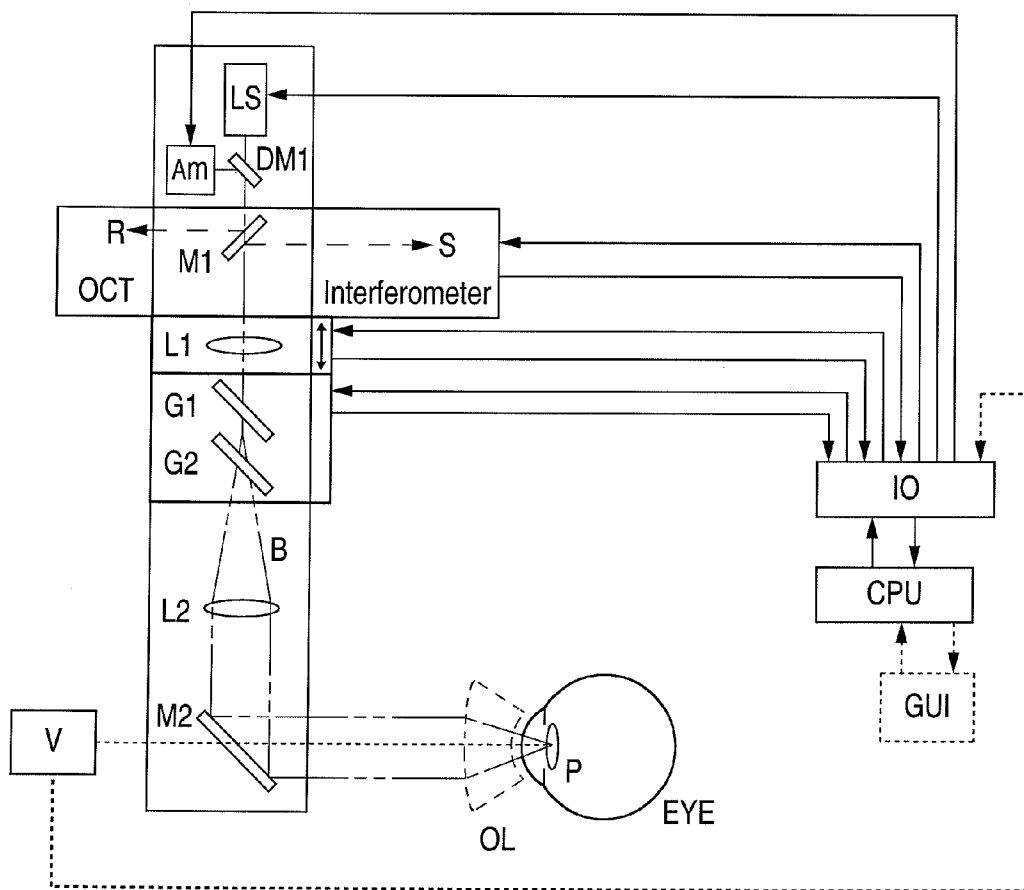 LS
Am
DM1
R
M1
S
OCT
Interferometer
L1
G1
G2
IO
B
CPU
L2
GUI
M2
V
P
EYE
OL